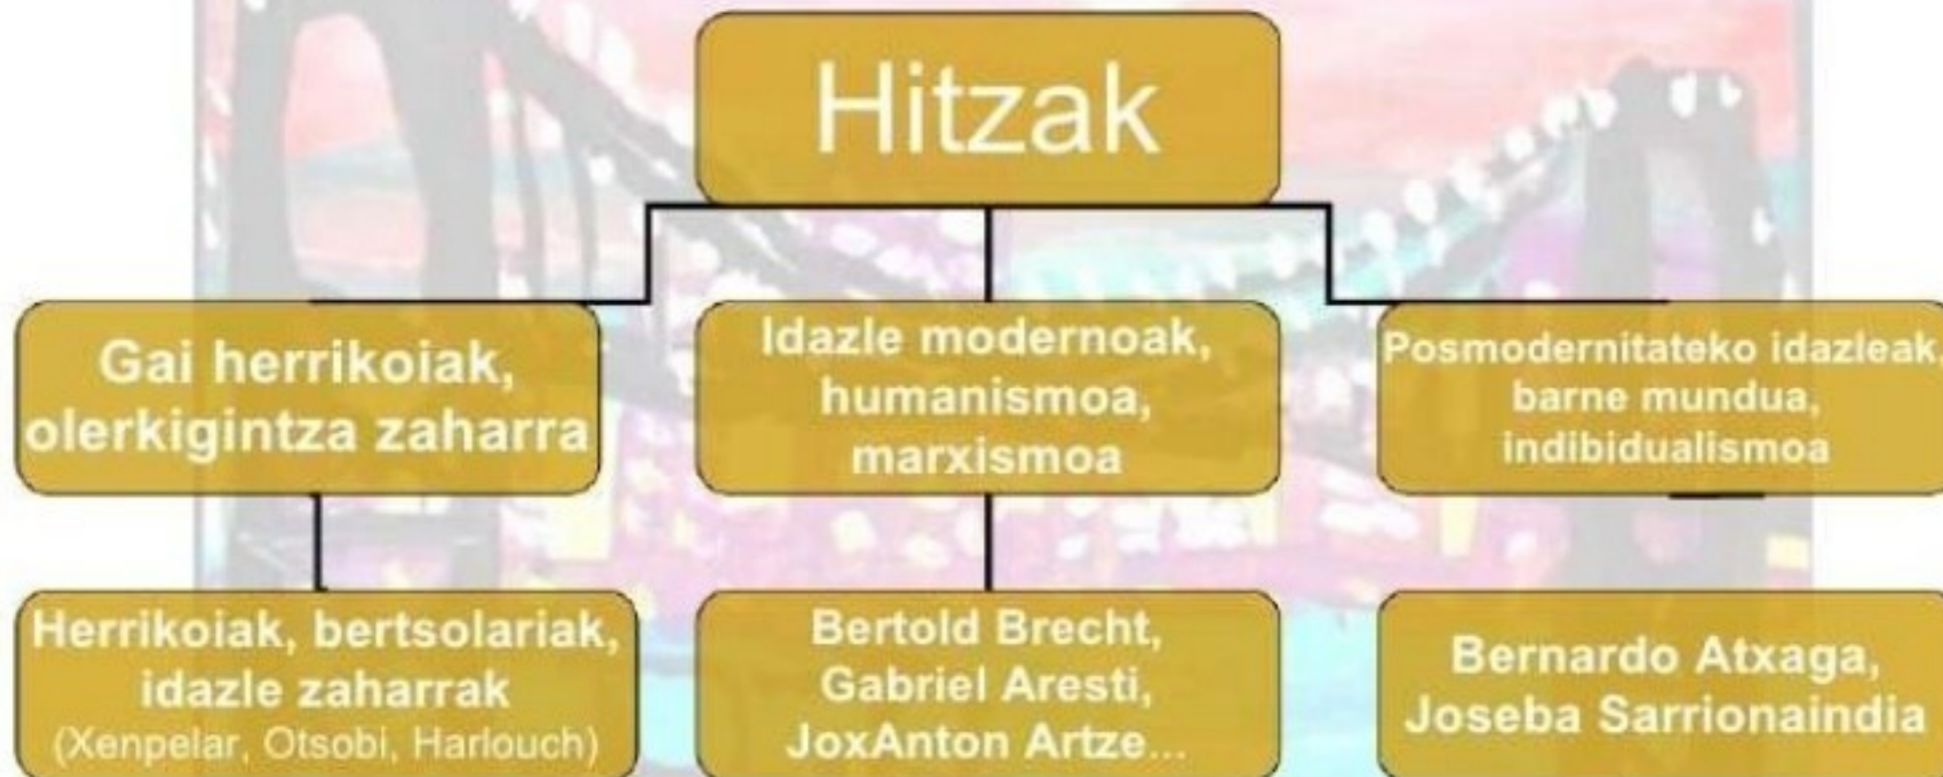 Hitzak
Gai herrikoiak,
olerkigintza zaharra
Idazle modernoak,
humanismoa,
marxismoa
Posmodernitateko idazleak,
barne mundua,
indibidualismoa
Herrikoiak, bertsolariak,
idazle zaharrak
(Xenpelar, Otsobi, Harlouch)
Bertold Brecht,
Gabriel Aresti,
JoxAnton Artze...
Bernardo Atxaga,
Joseba Sarrionaindia